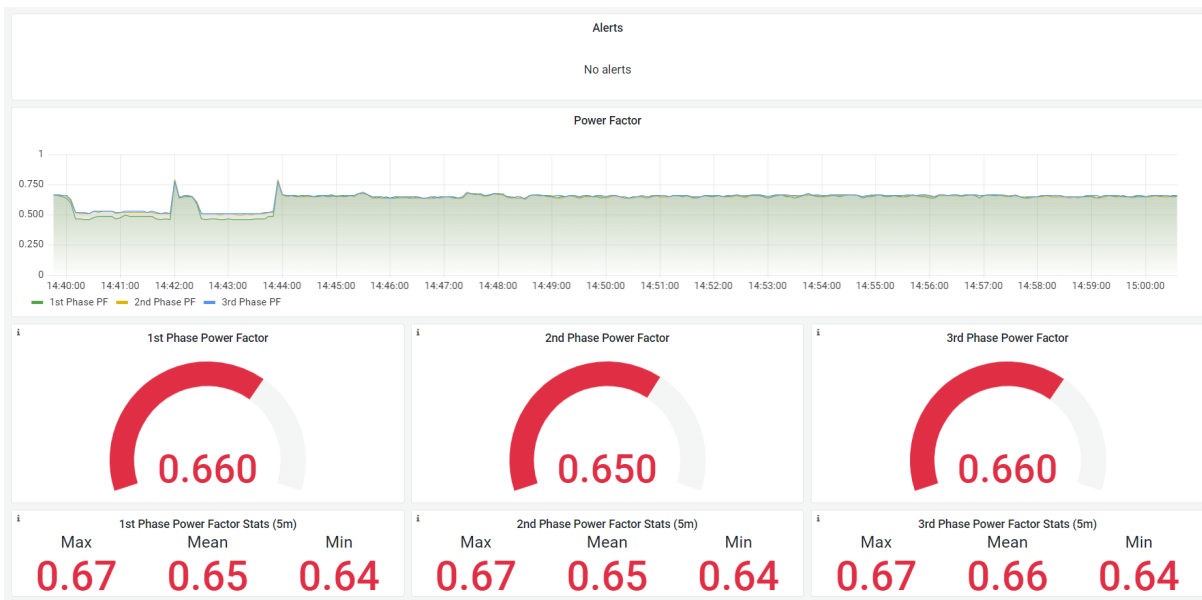 Alerts
No alerts
Power Factor
1
0.750
0.500
0.250
0
14:40:00 14:41:00 14:42:00 14:43:00 14:44:00 14:45:00 14:46:00 14:47:00 14:48:00 14:49:00 14:50:00 14:51:00 14:52:00 14:53:00 14:54:00 14:55:00 14:56:00 14:57:00 14:58:00 14:59:00 15:00:00
1st Phase PF 2nd Phase PF 3rd Phase PF
i 1st Phase Power Factor
0.660
i 2nd Phase Power Factor
0.650
i 3rd Phase Power Factor
0.660
i 1st Phase Power Factor Stats (5m)
Max Mean Min
0.67 0.65 0.64
i 2nd Phase Power Factor Stats (5m)
Max Mean Min
0.67 0.65 0.64
i 3rd Phase Power Factor Stats (5m)
Max Mean Min
0.67 0.66 0.64